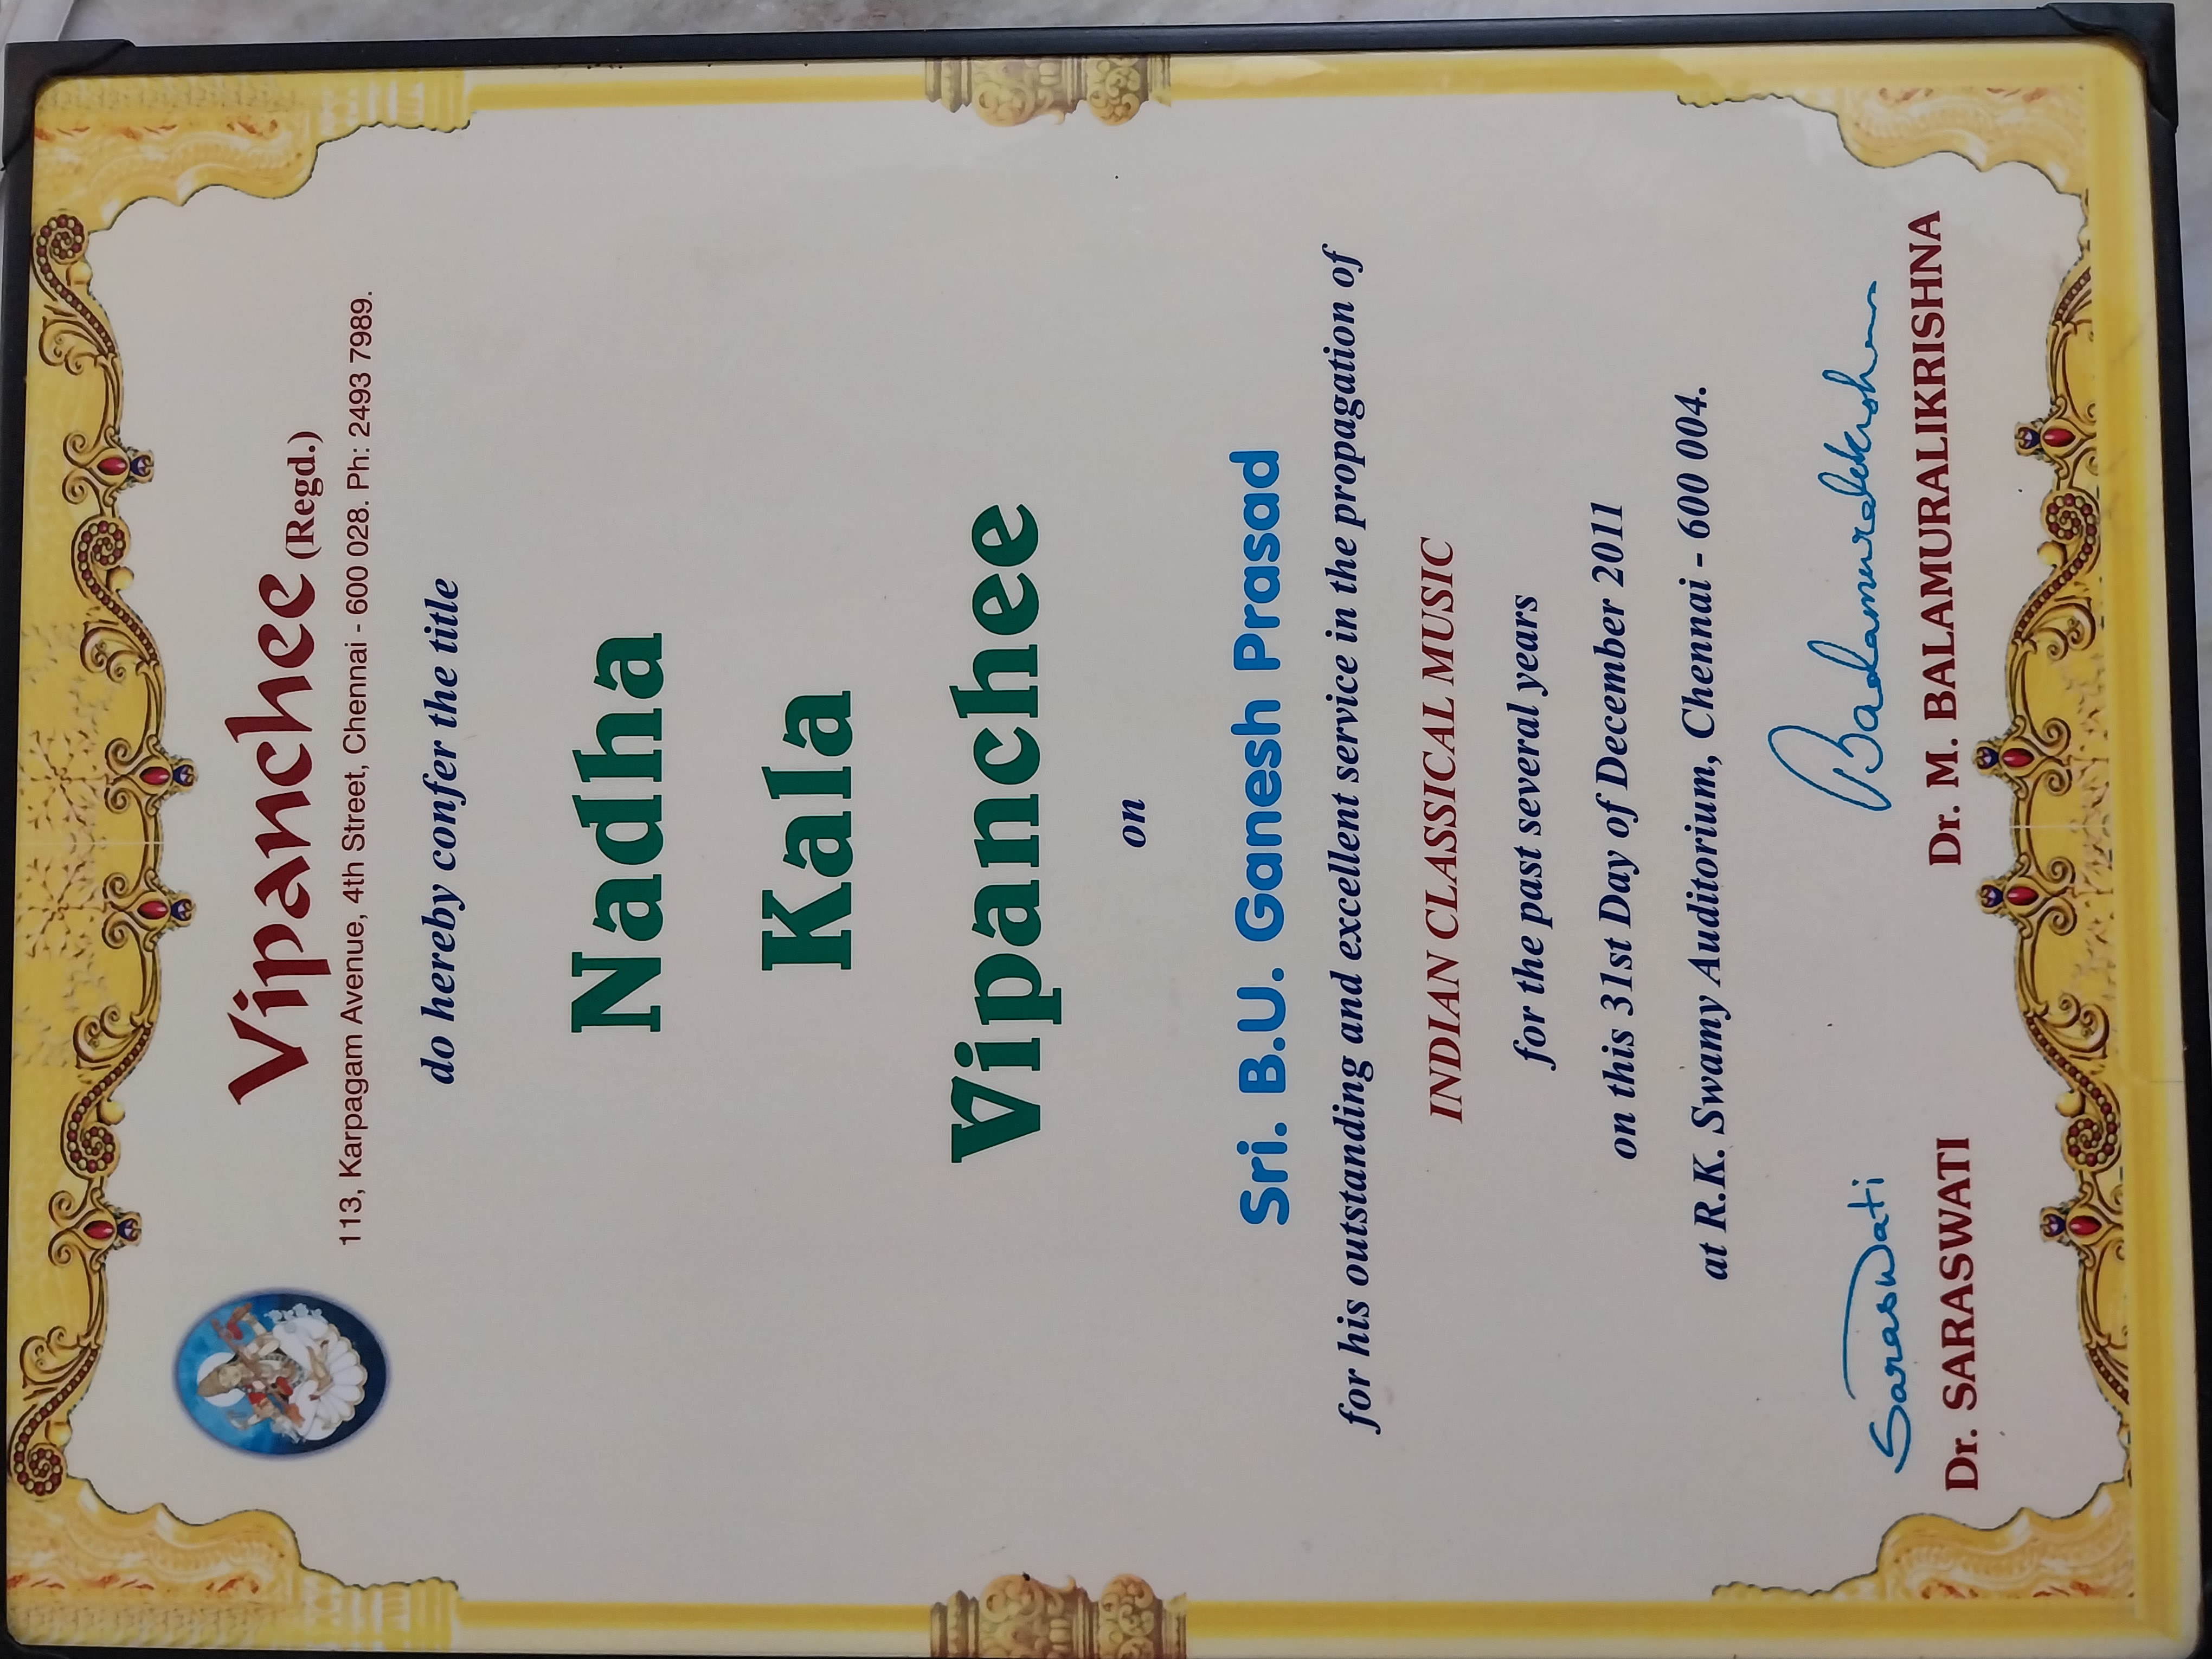 Vipanchee (Regd.)
113, Karpagam Avenue, 4th Street, Chennai - 600 028. Ph: 2493 7989.
do hereby confer the title
Nadha
Kala
Vipanchee
on
Sri. B.U. Ganesh Prasad
for his outstanding and excellent service in the propagation of
INDIAN CLASSICAL MUSIC
for the past several years
on this 31st Day of December 2011
at R.K. Swamy Auditorium, Chennai - 600 004.
Saraswati Balamuralikrishna
Dr. SARASWATI Dr. M. BALAMURALIKRISHNA